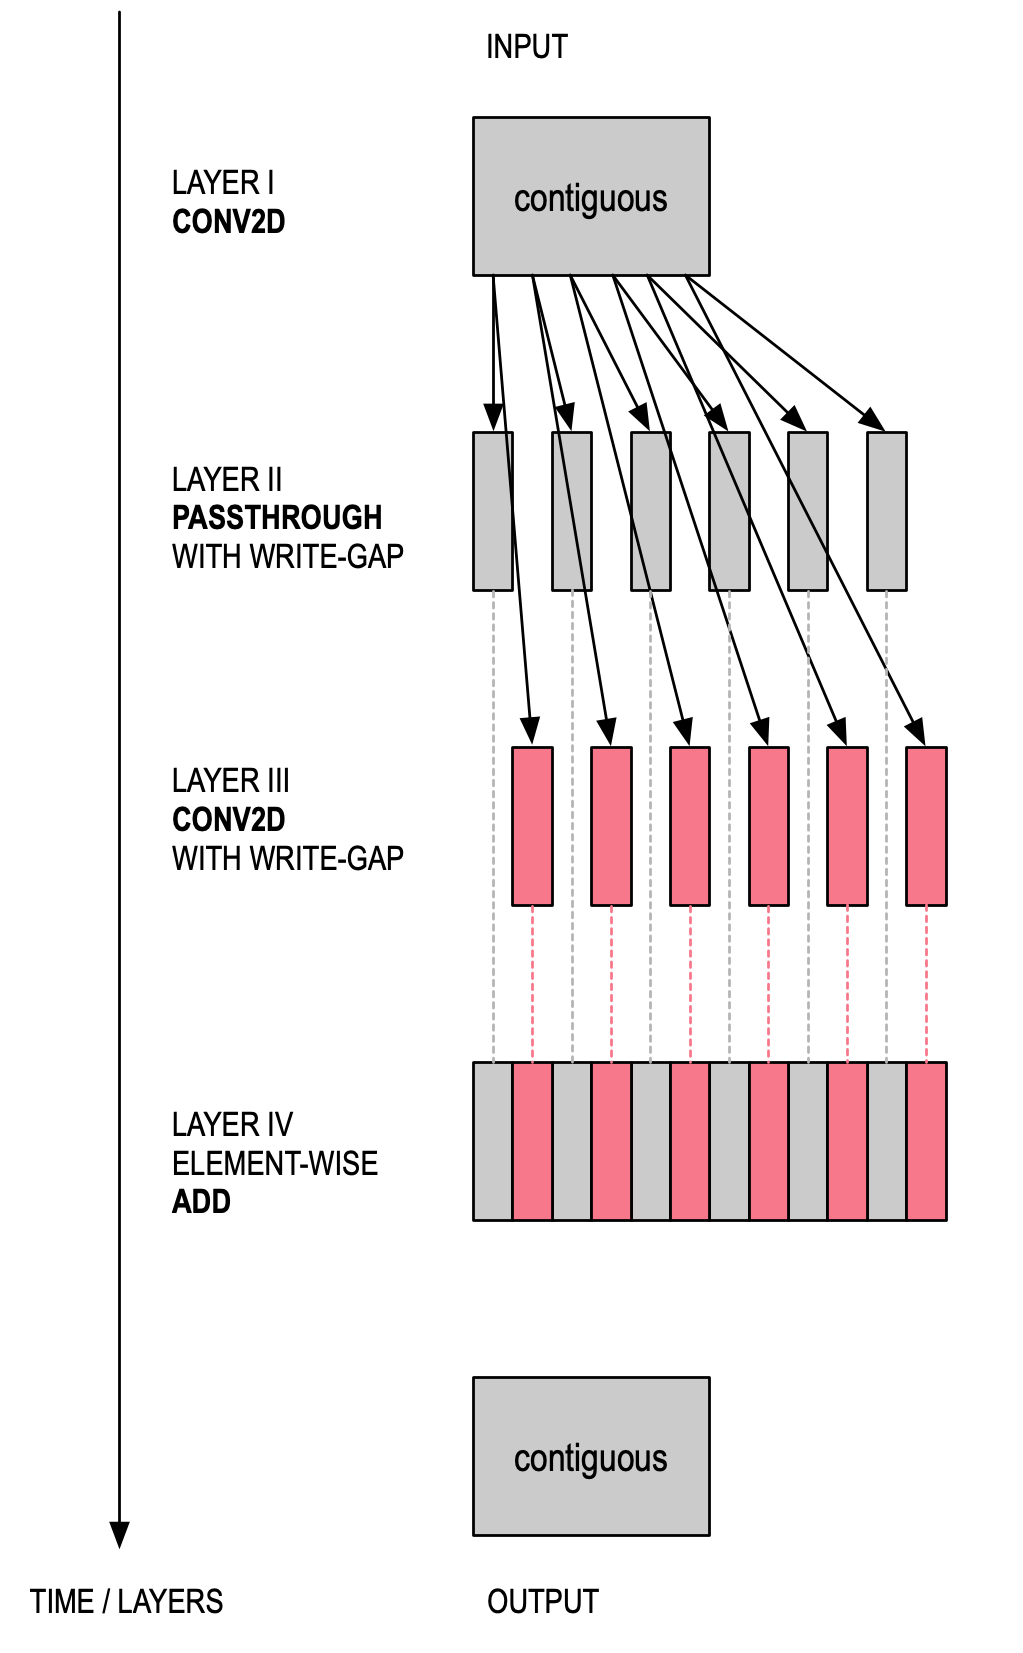 INPUT
LAYER I
CONV2D
contiguous
LAYER II
PASSTHROUGH
WITH WRITE-GAP
LAYER III
CONV2D
WITH WRITE-GAP
LAYER IV
ELEMENT-WISE
ADD
contiguous
TIME / LAYERS
OUTPUT